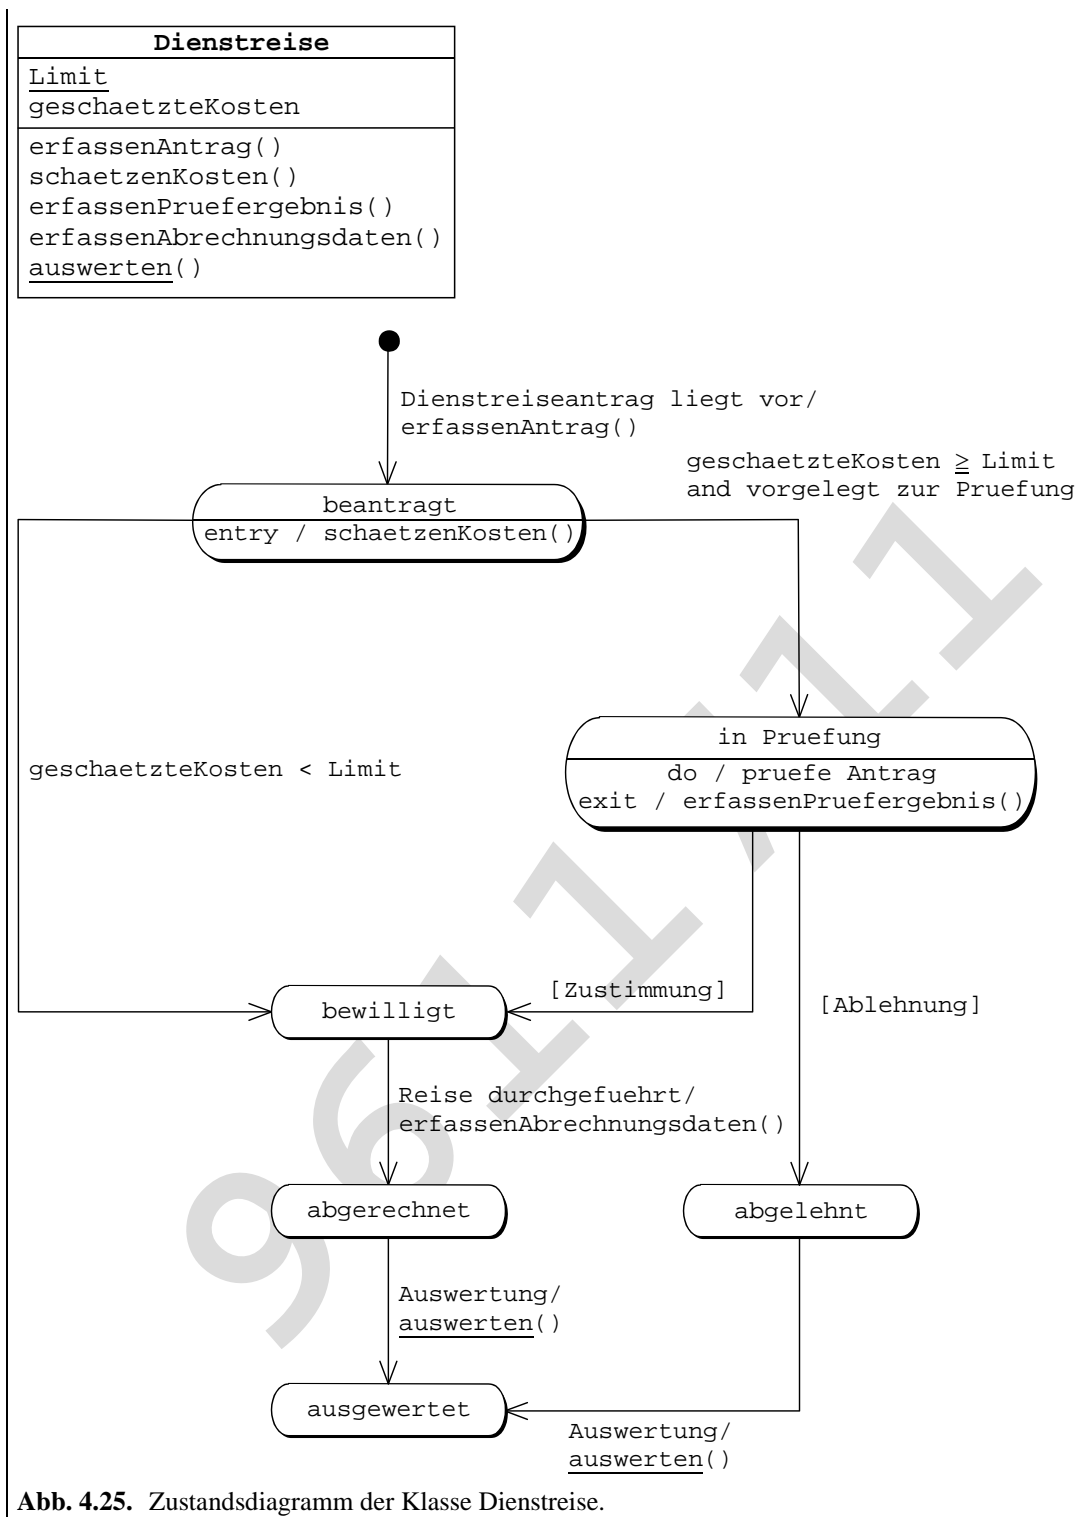 Dienstreise
Limit
geschaetzteKosten
erfassenAntrag()
schaetzenKosten()
erfassenPruefergebnis()
erfassenAbrechnungsdaten()
auswerten()
Dienstreiseantrag liegt vor/
erfassenAntrag()
geschaetzteKosten ≥ Limit
and vorgelegt zur Pruefung
beantragt
entry / schaetzenKosten()
in Pruefung
do / pruefe Antrag
exit / erfassenPruefergebnis()
geschaetzteKosten < Limit
[Zustimmung]
[Ablehnung]
bewilligt
Reise durchgefuehrt/
erfassenAbrechnungsdaten()
abgerechnet
abgelehnt
Auswertung/
auswerten()
ausgewertet
Auswertung/
auswerten()
Abb. 4.25. Zustandsdiagramm der Klasse Dienstreise.